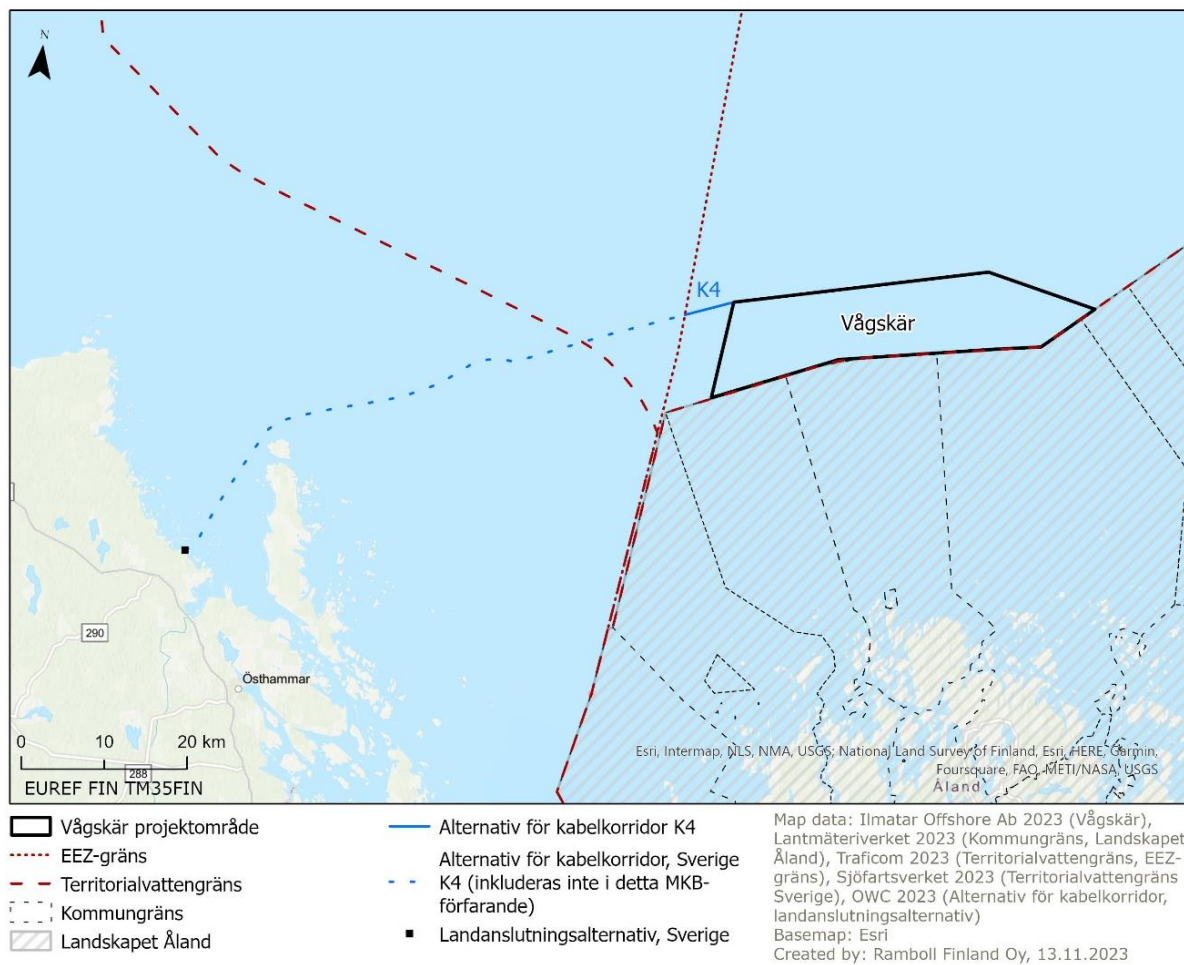 N
K4
Vågskär
290
Östhammar
0 10 20 km
288
EUREF FIN TM35FIN
Esri, Intermap, NLS, NMA, USGS; National Land Survey of Finland, Esri, HERE, Garmin,
Foursquare, FAO, METI/NASA, USGS
Åland
Vågskär projektområde
EEZ-gräns
Territorialvattengräns
Kommungräns
Landskapet Åland
Alternativ för kabelkorridor K4
Alternativ för kabelkorridor, Sverige
K4 (inkluderas inte i detta MKB-
förfarande)
Landanslutningsalternativ, Sverige
Map data: Ilmatar Offshore Ab 2023 (Vågskär),
Lantmäteriverket 2023 (Kommungräns, Landskapet
Åland), Traficom 2023 (Territorialvattengräns, EEZ-
gräns), Sjöfartsverket 2023 (Territorialvattengräns
Sverige), OWC 2023 (Alternativ för kabelkorridor,
landanslutningsalternativ)
Basemap: Esri
Created by: Ramboll Finland Oy, 13.11.2023